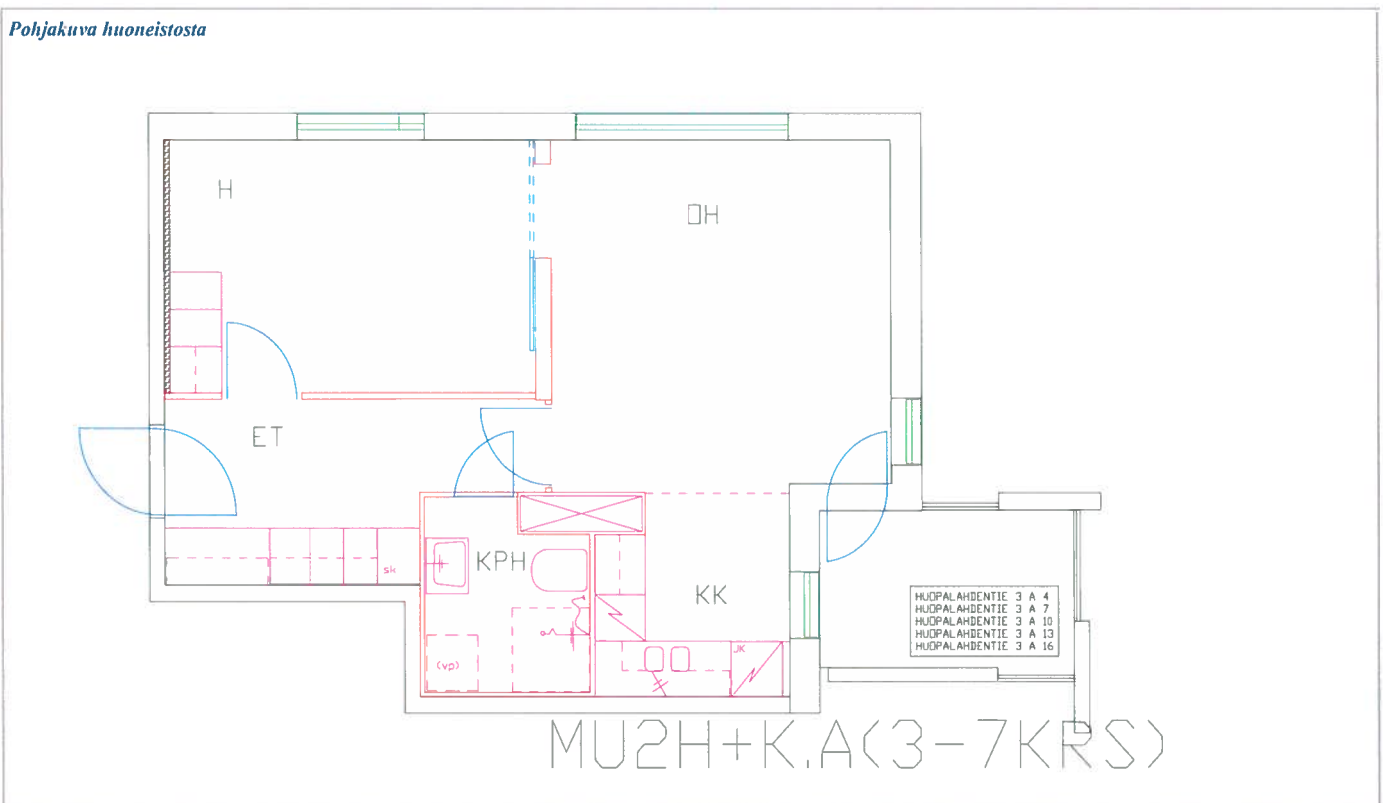 Pohjakuva huoneistosta
H
OH
ET
sk
KPH
KK
(vp)
JK
HUOPALAHDENTIE 3 A 4
HUOPALAHDENTIE 3 A 7
HUOPALAHDENTIE 3 A 10
HUOPALAHDENTIE 3 A 13
HUOPALAHDENTIE 3 A 16
MU2H+K.A(3-7KRS)